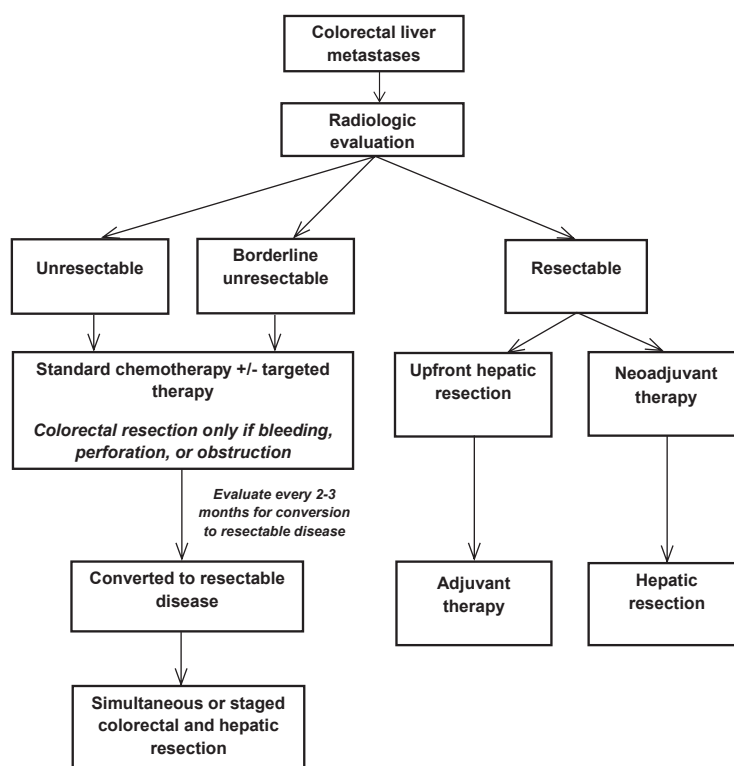 Colorectal liver
metastases
Radiologic
evaluation
Unresectable
Borderline
unresectable
Resectable
Standard chemotherapy +/- targeted
therapy
Colorectal resection only if bleeding,
perforation, or obstruction
Upfront hepatic
resection
Neoadjuvant
therapy
Evaluate every 2-3
months for conversion
to resectable disease
Converted to resectable
disease
Adjuvant
therapy
Hepatic
resection
Simultaneous or staged
colorectal and hepatic
resection